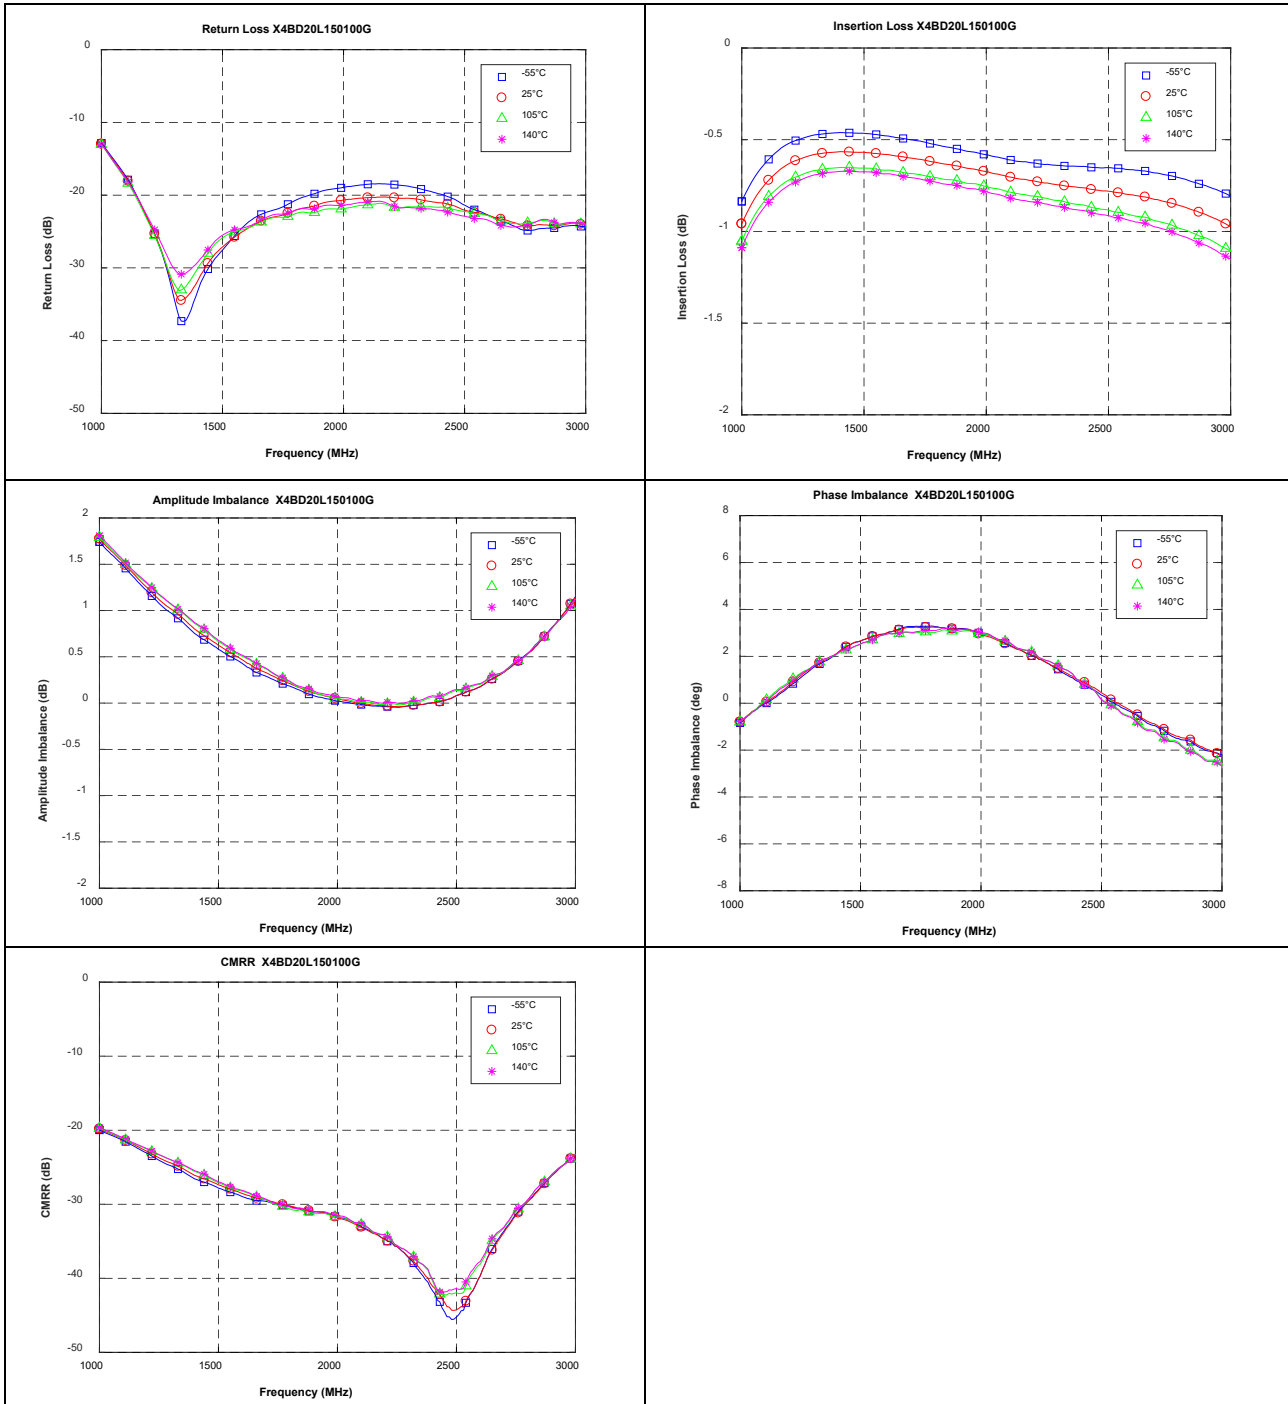 Return Loss X4BD20L150100G
0
-10
-20
-30
-40
-50
Return Loss (dB)
-55°C
25°C
105°C
140°C
1000
1500
2000
2500
3000
Frequency (MHz)
Insertion Loss X4BD20L150100G
0
-0.5
-1
-1.5
-2
Insertion Loss (dB)
-55°C
25°C
105°C
140°C
1000
1500
2000
2500
3000
Frequency (MHz)
Amplitude Imbalance X4BD20L150100G
2
1.5
1
0.5
0
-0.5
-1
-1.5
-2
Amplitude Imbalance (dB)
-55°C
25°C
105°C
140°C
1000
1500
2000
2500
3000
Frequency (MHz)
Phase Imbalance X4BD20L150100G
8
6
4
2
0
-2
-4
-6
-8
Phase Imbalance (deg)
-55°C
25°C
105°C
140°C
1000
1500
2000
2500
3000
Frequency (MHz)
CMRR X4BD20L150100G
0
-10
-20
-30
-40
-50
CMRR (dB)
-55°C
25°C
105°C
140°C
1000
1500
2000
2500
3000
Frequency (MHz)